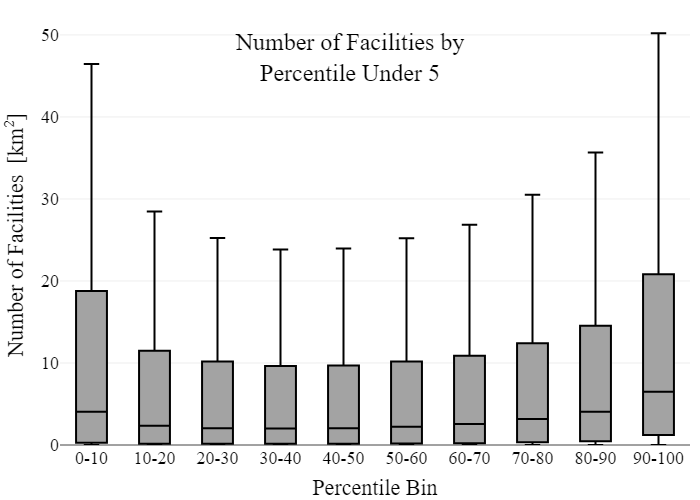 Number of Facilities by
Percentile Under 5
Number of Facilities [km²]
50
40
30
20
10
0
0-10 10-20 20-30 30-40 40-50 50-60 60-70 70-80 80-90 90-100
Percentile Bin